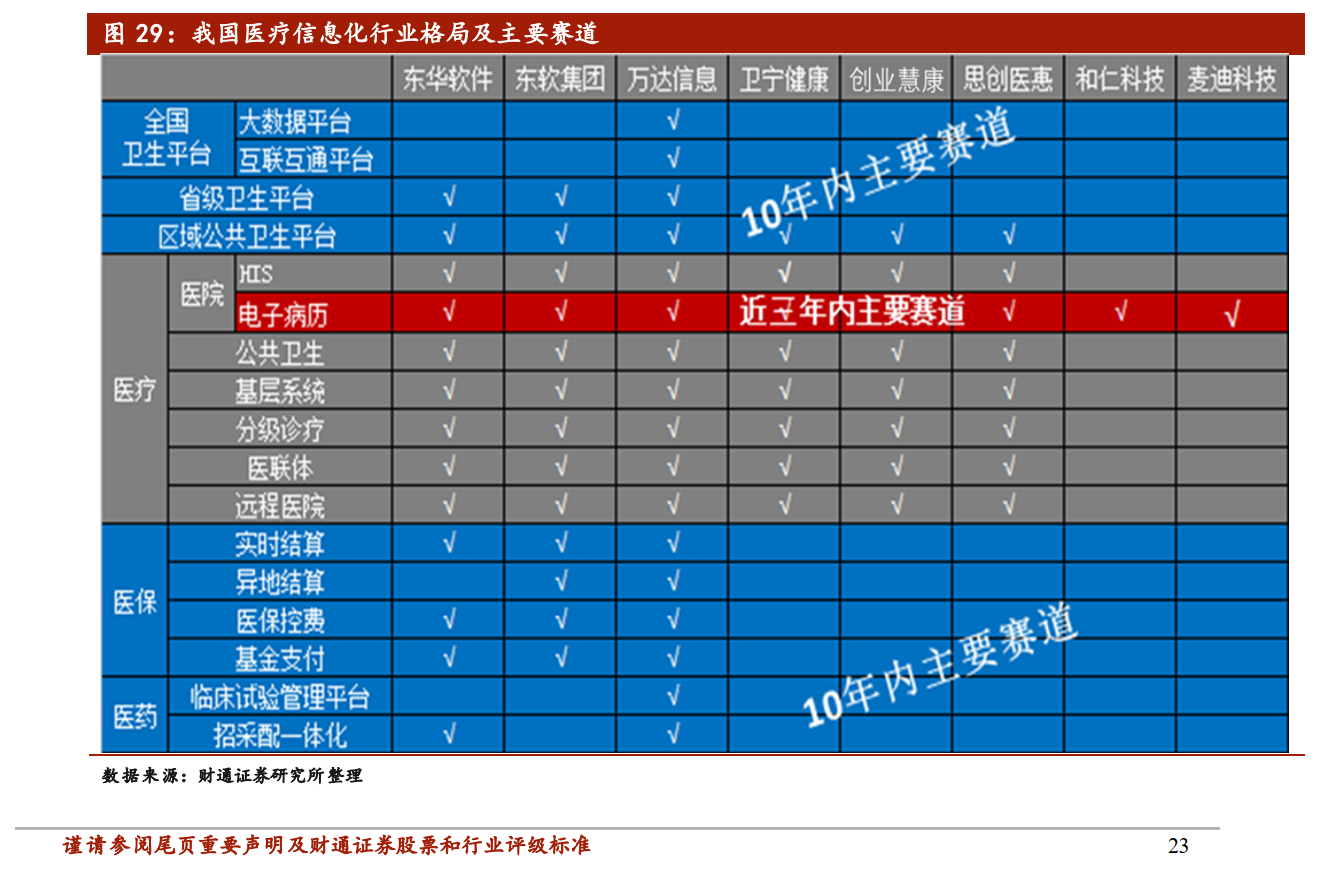 图 29：我国医疗信息化行业格局及主要赛道
东华软件 东软集团 万达信息 卫宁健康 创业慧康 思创医惠 和仁科技 麦迪科技
全国卫生平台 大数据平台 √
互联互通平台 √
省级卫生平台 √ √ √
10年内主要赛道
区域公共卫生平台 √ √ √ √ √ √
医疗 医院 HIS √ √ √ √ √ √
电子病历 √ √ √ √ √ √ √ √
近三年内主要赛道
公共卫生 √ √ √ √ √ √
基层系统 √ √ √ √ √ √
分级诊疗 √ √ √ √ √ √
医联体 √ √ √ √ √ √
远程医院 √ √ √ √ √ √
医保 实时结算 √ √ √
异地结算 √ √
医保控费 √ √ √
基金支付 √ √ √
10年内主要赛道
医药 临床试验管理平台 √
招采配一体化 √ √
数据来源：财通证券研究所整理
谨请参阅尾页重要声明及财通证券股票和行业评级标准 23